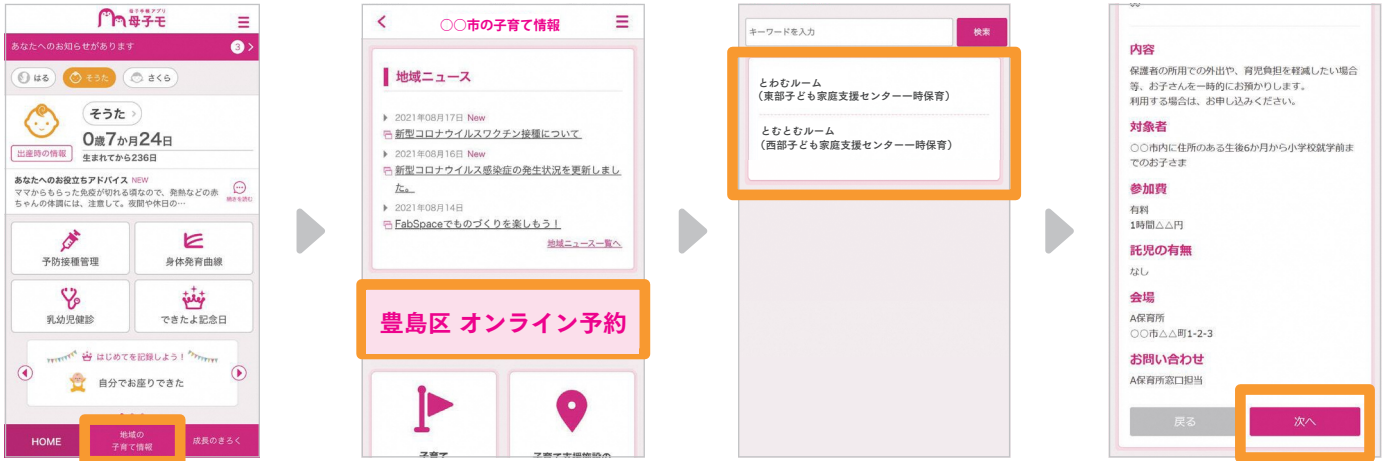 母子手帳アプリ
母子モ
あなたへのお知らせがあります
3
はる
そうた
さくら
そうた
0歳7か月24日
出産時の情報
生まれてから236日
あなたへのお役立ちアドバイス NEW
ママからもらった免疫が切れる頃なので、発熱などの赤
ちゃんの体調には、注意して。夜間や休日の…
続きを読む
予防接種管理
身体発育曲線
乳幼児健診
できたよ記念日
はじめてを記録しよう!
自分でお座りできた
HOME
地域の
子育て情報
成長のきろく
○○市の子育て情報
地域ニュース
2021年08月17日 New
新型コロナウイルスワクチン接種について
2021年08月16日 New
新型コロナウイルス感染症の発生状況を更新しまし
た。
2021年08月14日
FabSpaceでものづくりを楽しもう!
地域ニュース一覧へ
豊島区 オンライン予約
子育て
子育て支援施設の
キーワードを入力
検索
とわむルーム
(東部子ども家庭支援センター一時保育)
とむとむルーム
(西部子ども家庭支援センター一時保育)
内容
保護者の所用での外出や、育児負担を軽減したい場合
等、お子さんを一時的にお預かりします。
利用する場合は、お申し込みください。
対象者
○○市内に住所のある生後6か月から小学校就学前ま
でのお子さま
参加費
有料
1時間△△円
託児の有無
なし
会場
A保育所
○○市△△町1-2-3
お問い合わせ
A保育所窓口担当
戻る
次へ